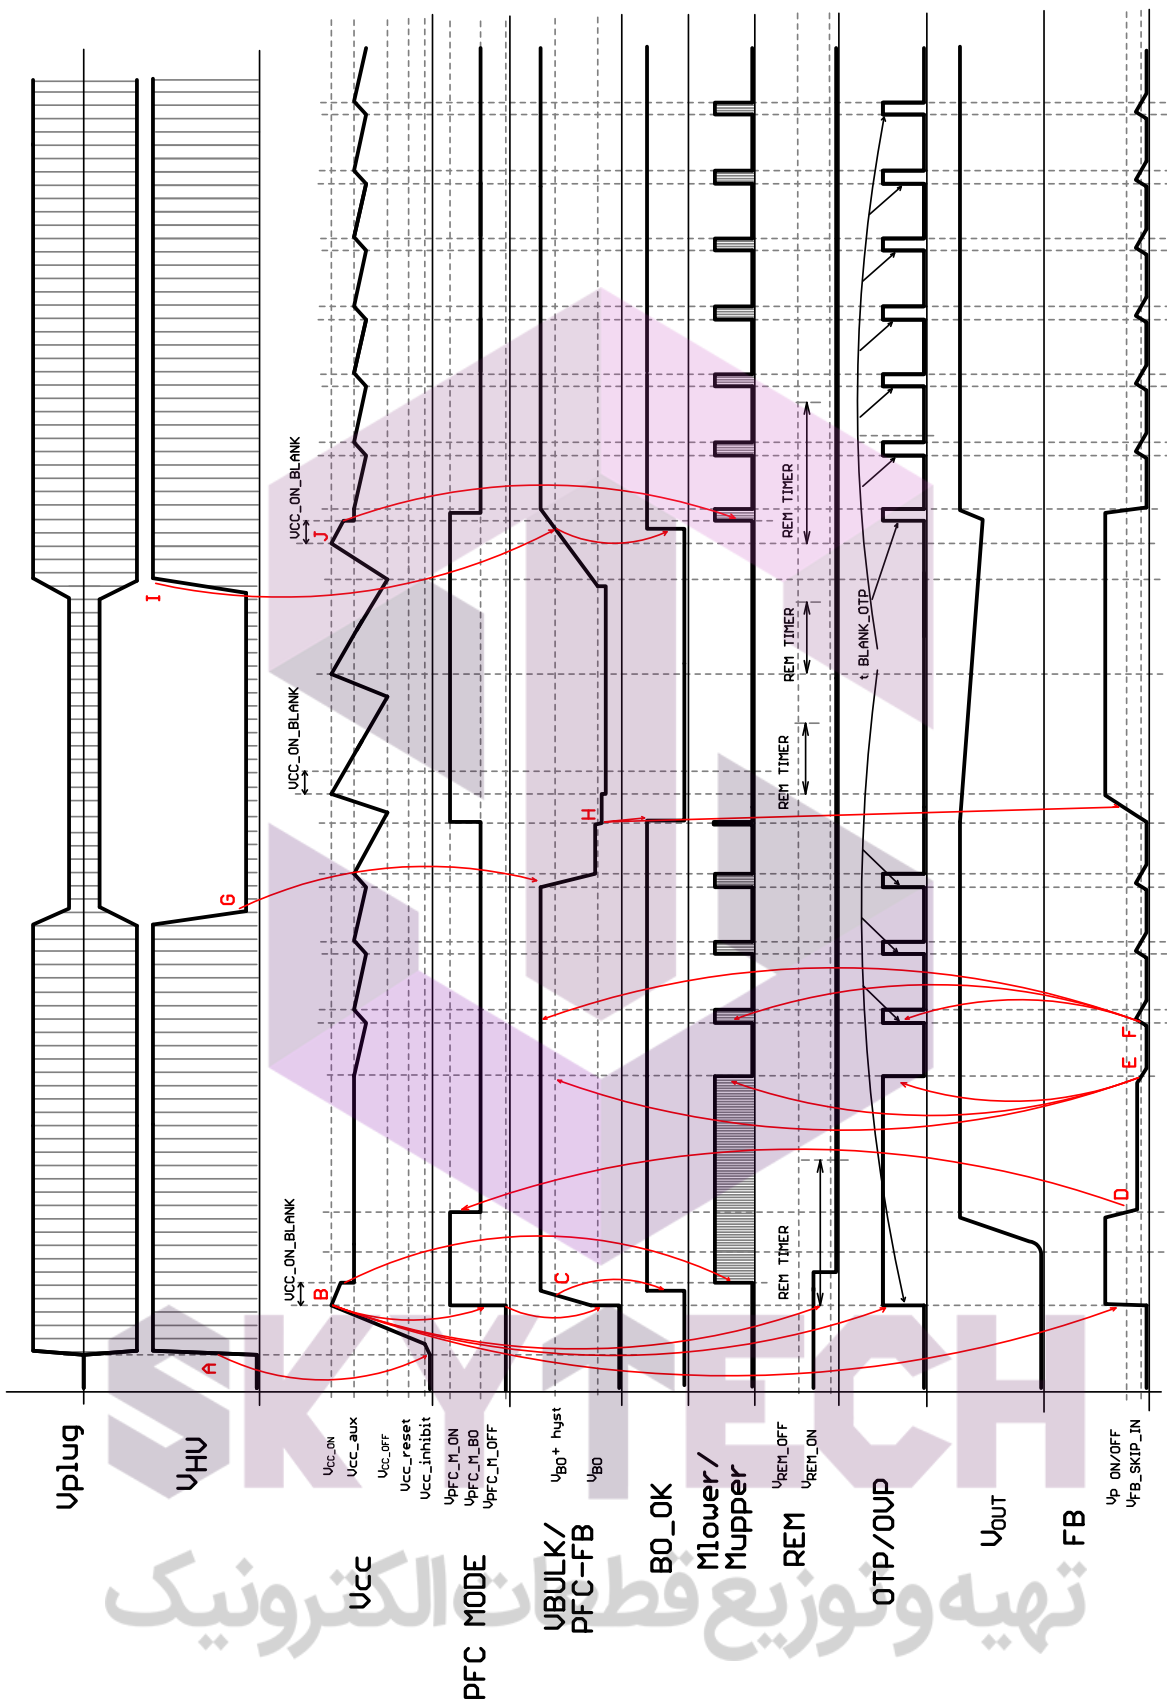 Vplug
VHV
A
G
I
VCC_ON_BLANK
VCC_ON_BLANK
VCC_ON_BLANK
B
J
VCC_ON
Vcc_aux
VCC_OFF
Vcc_reset
Vcc_inhibit
Vcc
VPFC_M_ON
VPFC_M_BO
VPFC_M_OFF
PFC MODE
C
H
VBO+ hyst
VBO
VBULK/
PFC-FB
BO_OK
Mlower/
Mupper
REM TIMER
REM TIMER
REM TIMER
REM TIMER
VREM_OFF
VREM_ON
REM
t BLANK_OTP
OTP/OVP
VOUT
D
E
F
VP ON/OFF
VFB_SKIP_IN
FB
SKYTECH
تهیه و توزیع قطعات الکترونیک